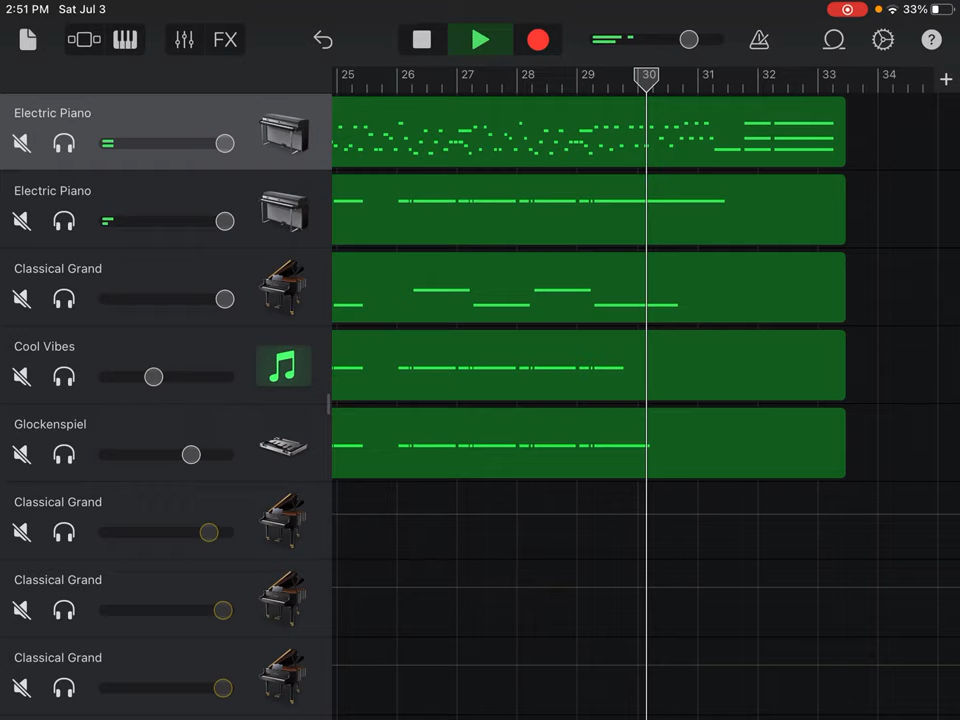 2:51 PM Sat Jul 3 33%
FX ?
25 26 27 28 29 30 31 32 33 34 +
Electric Piano
Electric Piano
Classical Grand
Cool Vibes
Glockenspiel
Classical Grand
Classical Grand
Classical Grand